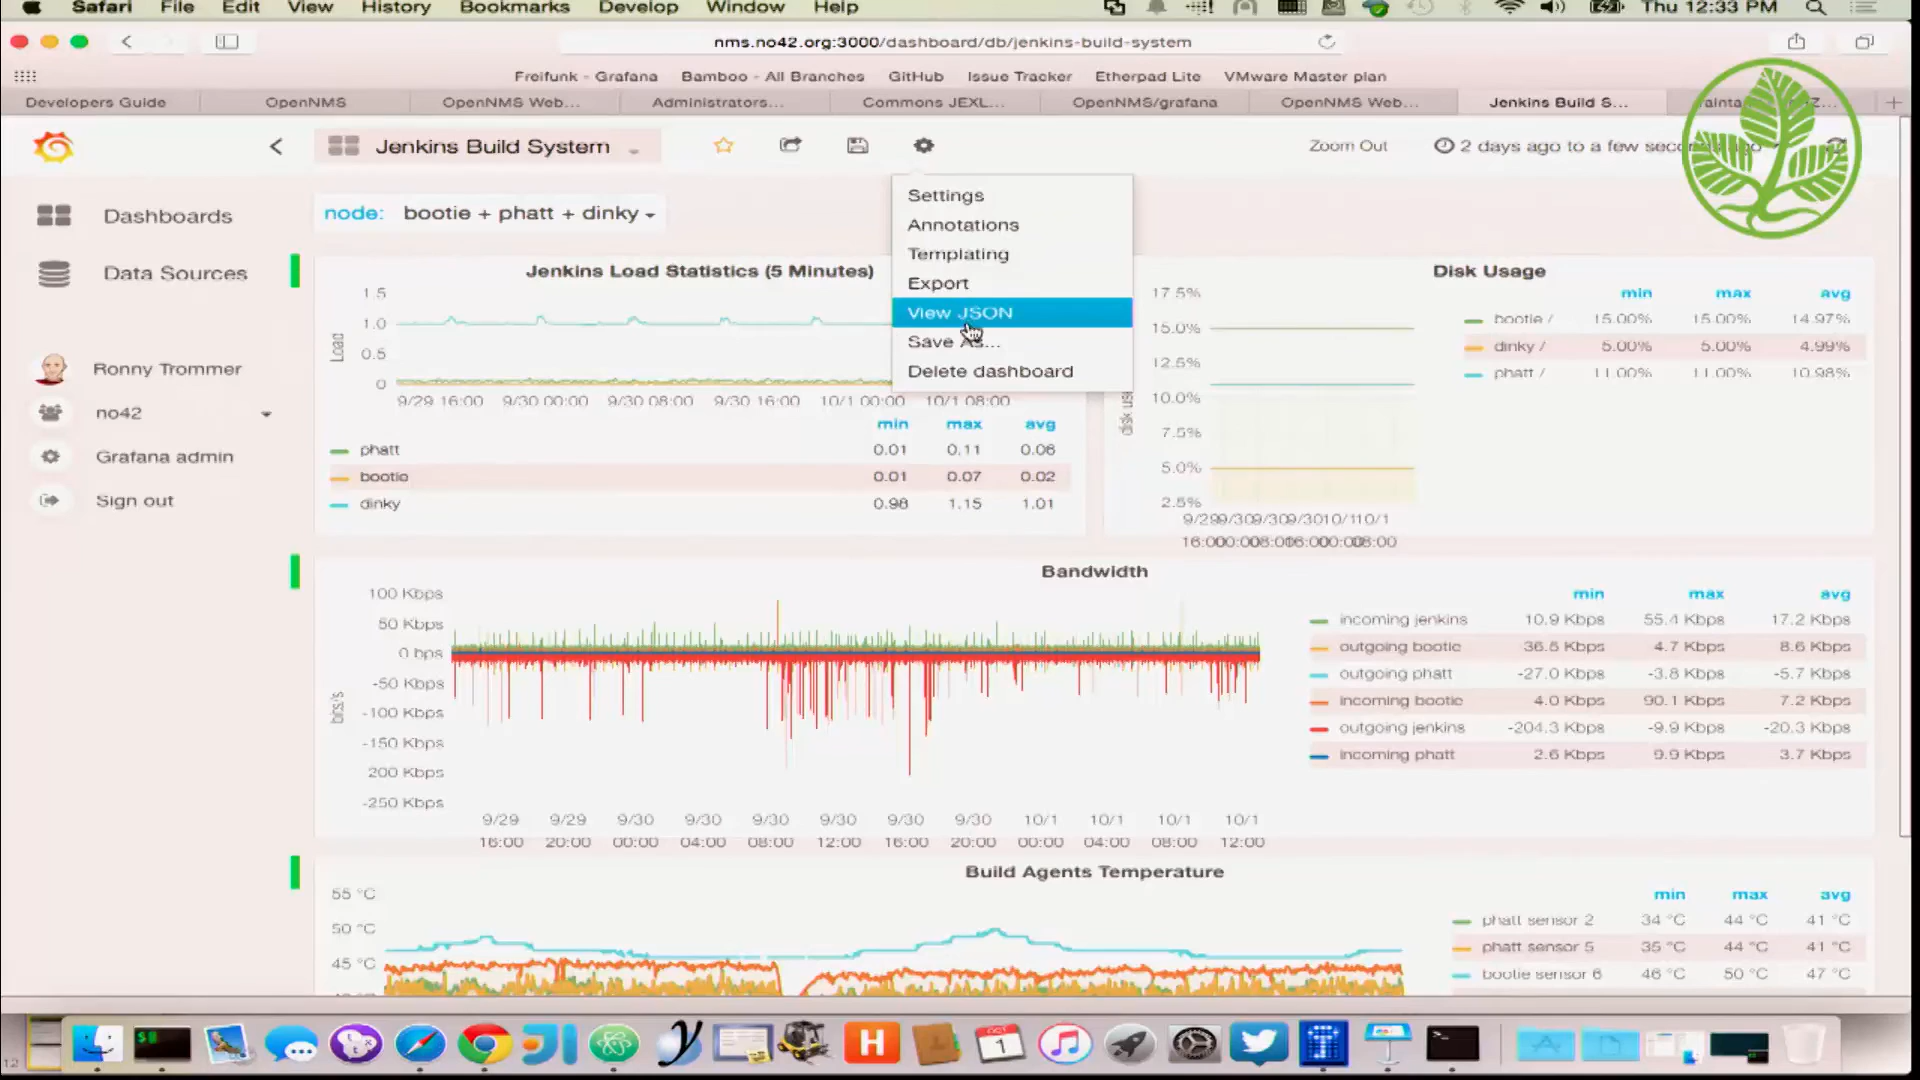 Safari File Edit View History Bookmarks Develop Window Help Thu 12:33 PM
nms.no42.org:3000/dashboard/db/jenkins-build-system
Freifunk - Grafana Bamboo - All Branches GitHub Issue Tracker Etherpad Lite VMware Master plan
Developers Guide OpenNMS OpenNMS Web... Administrators... Commons JEXL... OpenNMS/grafana OpenNMS Web... Jenkins Build S...
Jenkins Build System Zoom Out 2 days ago to a few seconds ago
Dashboards
Data Sources
Ronny Trommer
no42
Grafana admin
Sign out
node: bootie + phatt + dinky
Settings
Annotations
Templating
Export
View JSON
Save As...
Delete dashboard
Jenkins Load Statistics (5 Minutes)
Load
1.5
1.0
0.5
0
9/29 16:00 9/30 00:00 9/30 08:00 9/30 16:00 10/1 00:00 10/1 08:00
min max avg
phatt 0.01 0.11 0.06
bootie 0.01 0.07 0.02
dinky 0.98 1.15 1.01
Disk Usage
17.5%
15.0%
12.5%
10.0%
7.5%
5.0%
2.5%
min max avg
bootie / 15.00% 15.00% 14.97%
dinky / 5.00% 5.00% 4.99%
phatt / 11.00% 11.00% 10.98%
Bandwidth
bits/s
100 Kbps
50 Kbps
0 bps
-50 Kbps
-100 Kbps
-150 Kbps
200 Kbps
-250 Kbps
9/29 9/29 9/30 9/30 9/30 9/30 9/30 9/30 10/1 10/1 10/1 10/1
16:00 20:00 00:00 04:00 08:00 12:00 16:00 20:00 00:00 04:00 08:00 12:00
min max avg
incoming jenkins 10.9 Kbps 55.4 Kbps 17.2 Kbps
outgoing bootie 36.5 Kbps 4.7 Kbps 8.6 Kbps
outgoing phatt -27.0 Kbps -3.8 Kbps -5.7 Kbps
incoming bootie 4.0 Kbps 90.1 Kbps 7.2 Kbps
outgoing jenkins -204.3 Kbps -9.9 Kbps -20.3 Kbps
incoming phatt 2.6 Kbps 9.9 Kbps 3.7 Kbps
Build Agents Temperature
55 °C
50 °C
45 °C
min max avg
phatt sensor 2 34 °C 44 °C 41 °C
phatt sensor 5 35 °C 44 °C 41 °C
bootie sensor 6 46 °C 50 °C 47 °C
OCT
1
H
12